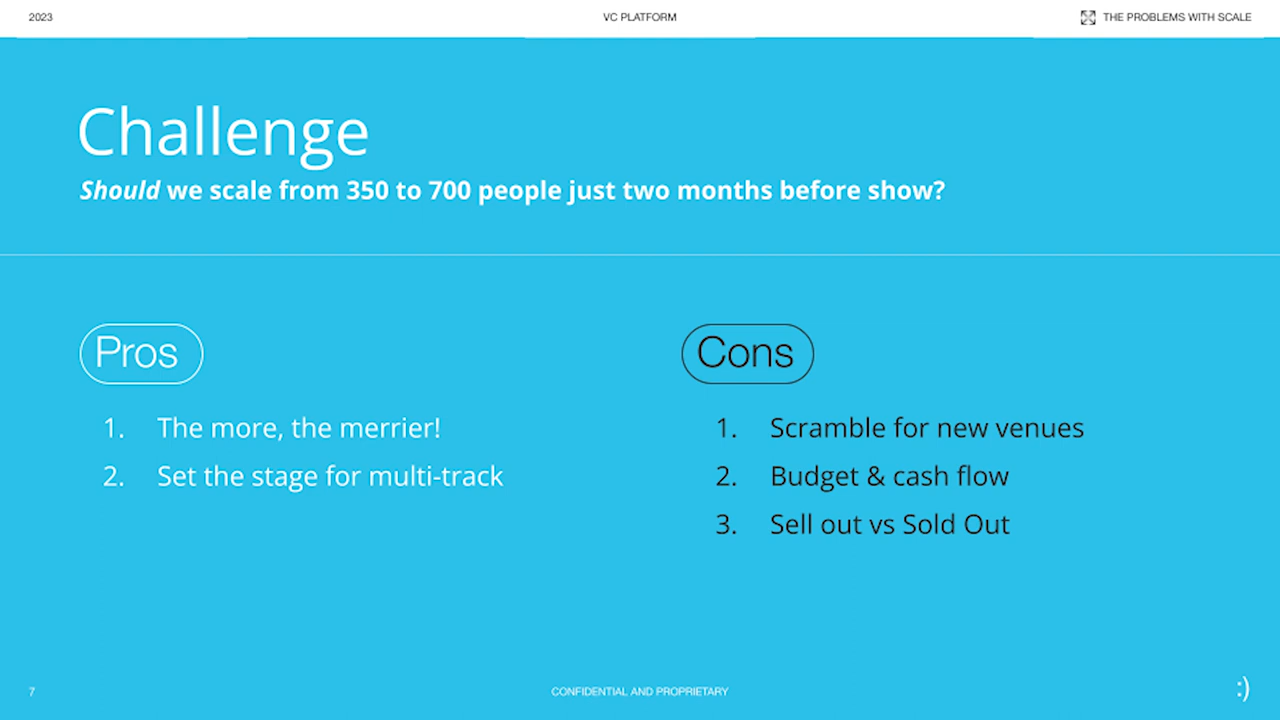 2023
VC PLATFORM
THE PROBLEMS WITH SCALE
Challenge
Should we scale from 350 to 700 people just two months before show?
Pros
1. The more, the merrier!
2. Set the stage for multi-track
Cons
1. Scramble for new venues
2. Budget & cash flow
3. Sell out vs Sold Out
7
CONFIDENTIAL AND PROPRIETARY
:)